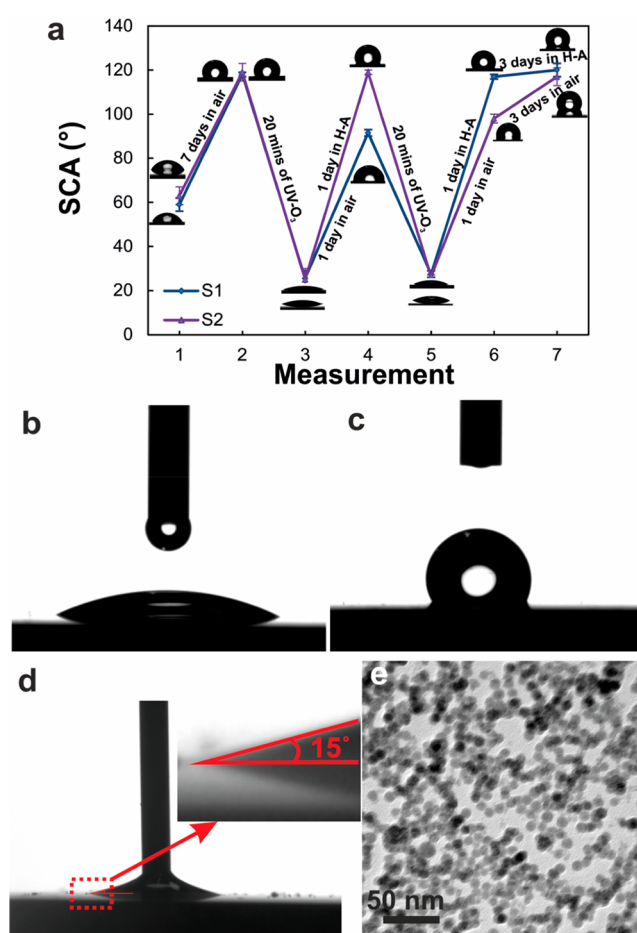 a
SCA (°)
140
120
100
80
60
40
20
0
7 days in air
20 mins of UV-O₃
1 day in H-A
1 day in air
20 mins of UV-O₃
1 day in H-A
1 day in air
3 days in H-A
3 days in air
S1
S2
1 2 3 4 5 6 7
Measurement
b
c
d
15°
e
50 nm